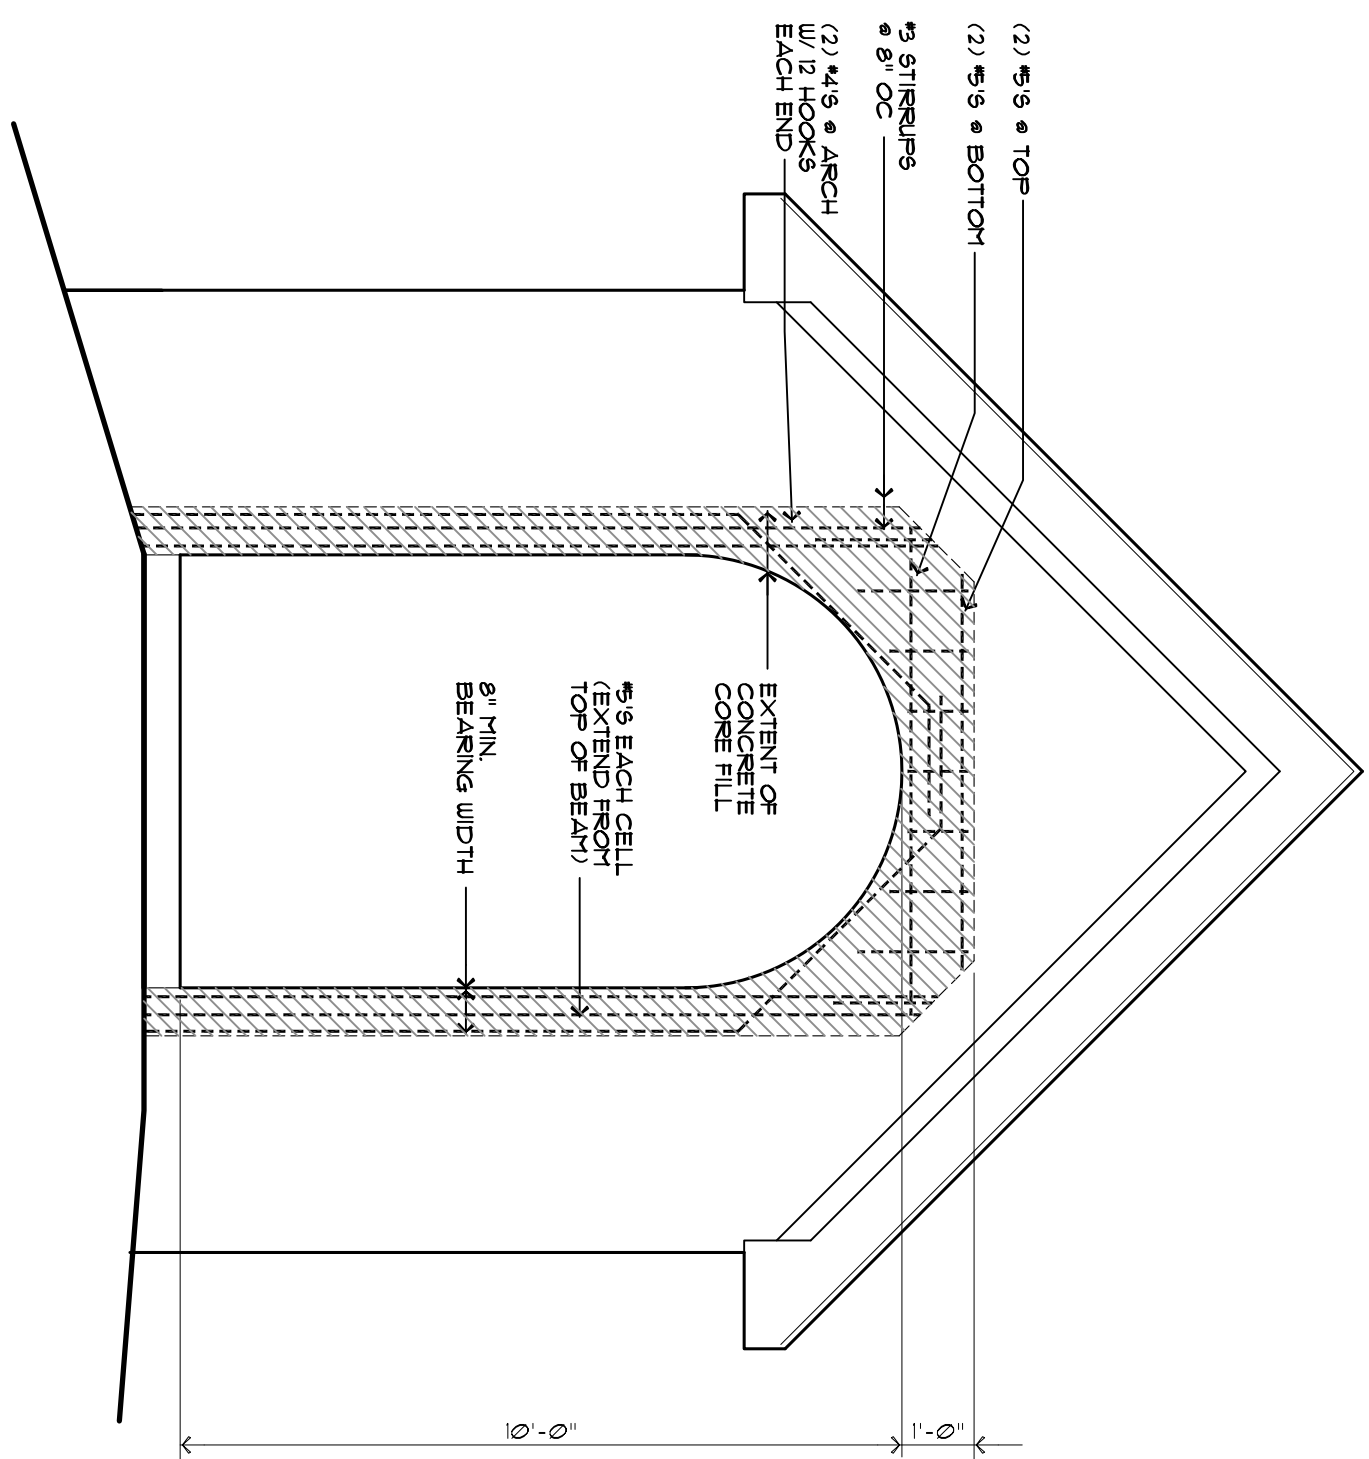 (2) #5'S @ TOP
(2) #5'S @ BOTTOM
#3 STIRRUPS
@ 8" OC
(2) #4'S @ ARCH
W/ 12 HOOKS
EACH END
EXTENT OF
CONCRETE
CORE FILL
#5'S EACH CELL
(EXTEND FROM
TOP OF BEAM)
8" MIN.
BEARING WIDTH
1'-0"
10'-0"